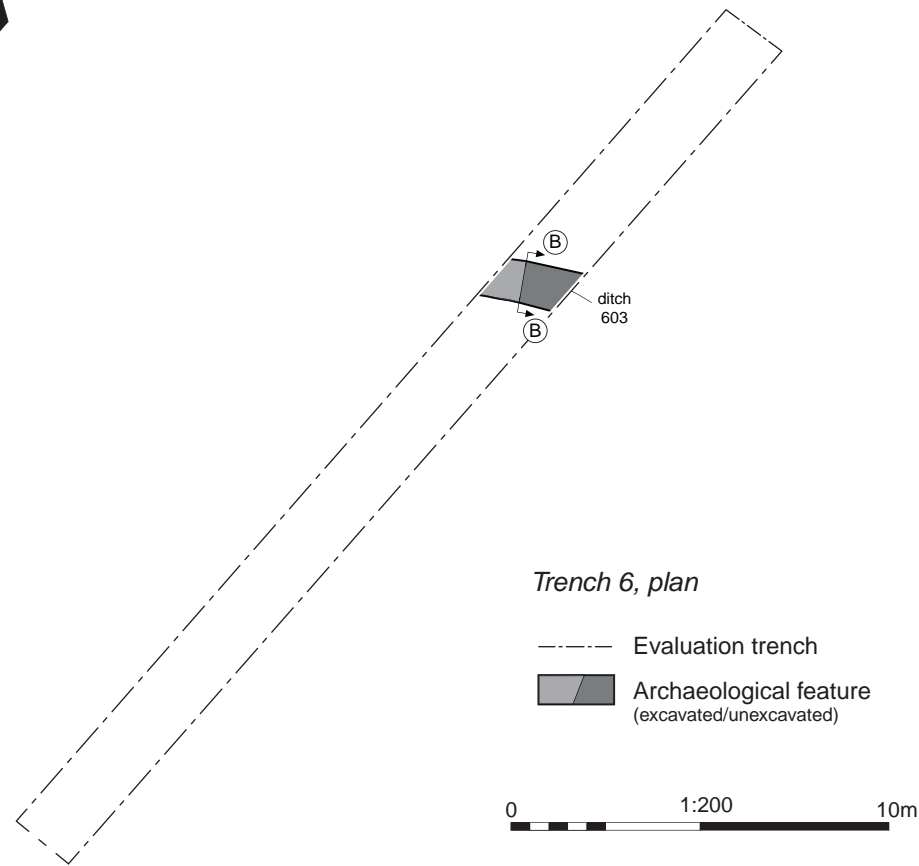 B
ditch
603
B
Trench 6, plan
Evaluation trench
Archaeological feature
(excavated/unexcavated)
0 1:200 10m